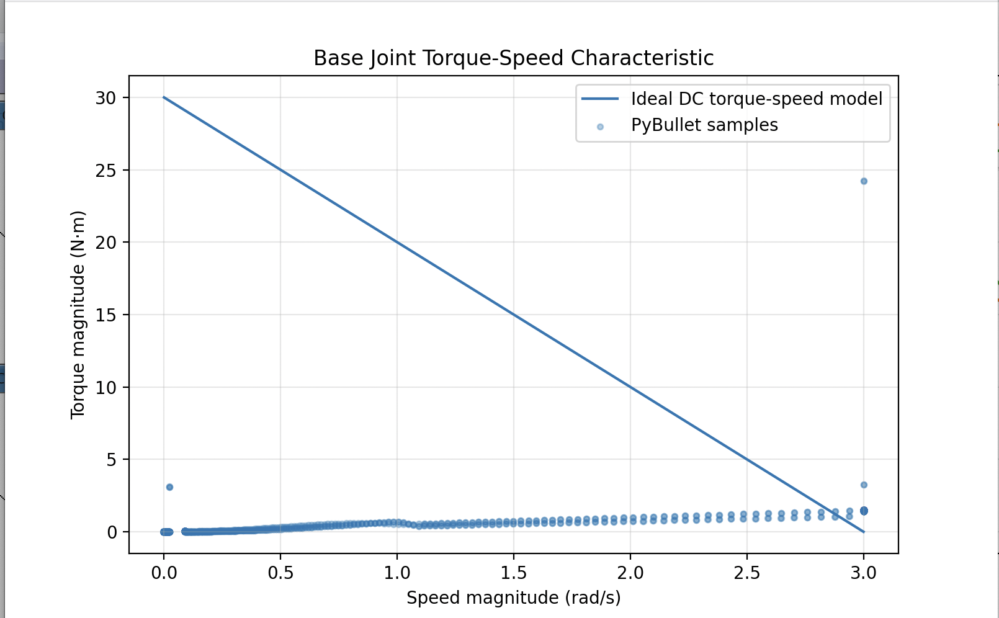 Base Joint Torque-Speed Characteristic
Ideal DC torque-speed model
PyBullet samples
Torque magnitude (N·m)
30
25
20
15
10
5
0
0.0 0.5 1.0 1.5 2.0 2.5 3.0
Speed magnitude (rad/s)